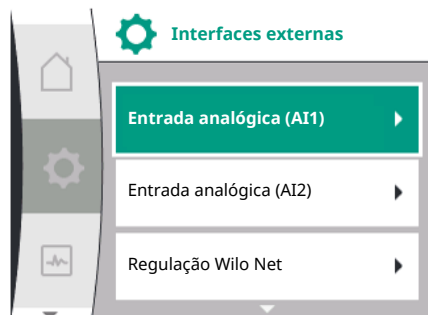 Interfaces externas
Entrada analógica (AI1)
Entrada analógica (AI2)
Regulação Wilo Net